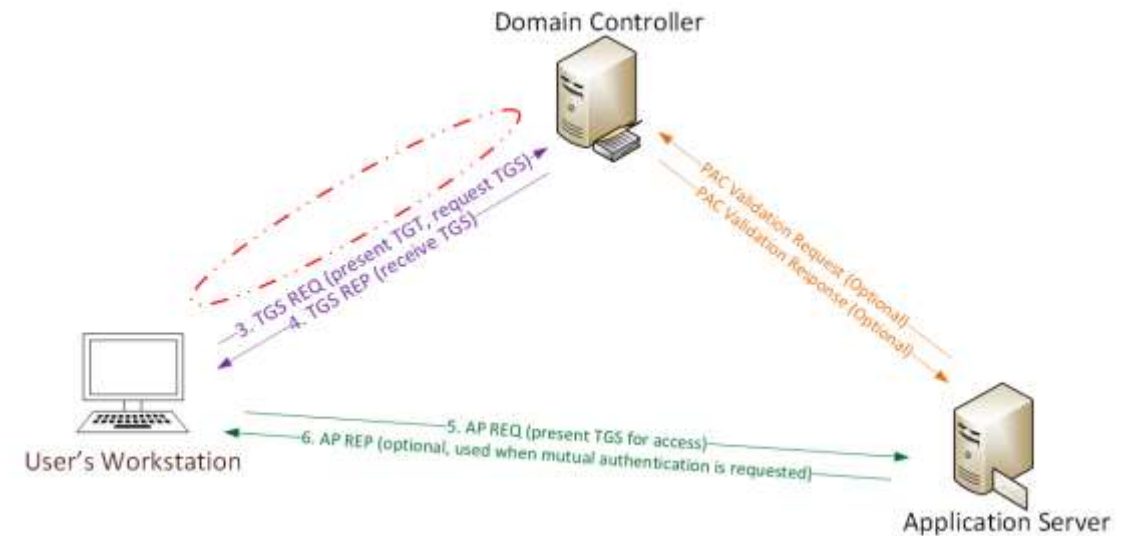 Domain Controller
3. TGS REQ (present TGT, request TGS)
4. TGS REP (receive TGS)
PAC Validation Request (Optional)
PAC Validation Response (Optional)
5. AP REQ (present TGS for access)
6. AP REP (optional, used when mutual authentication is requested)
User's Workstation
Application Server